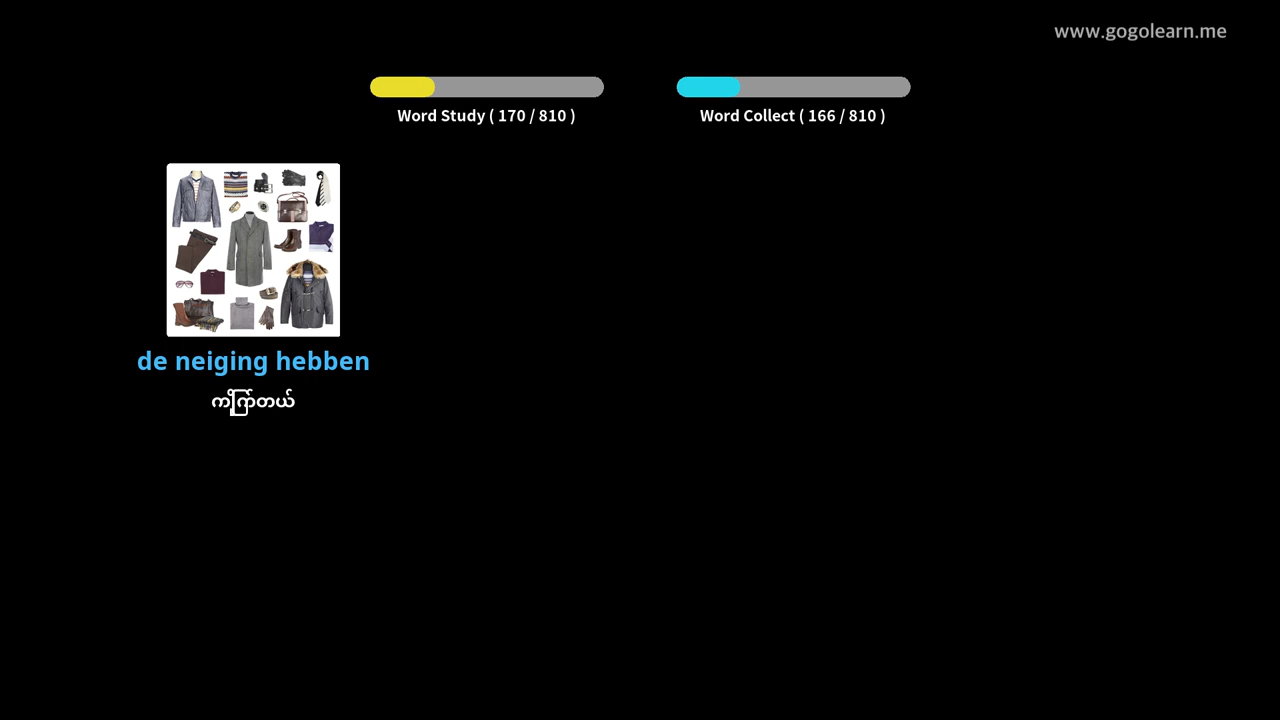 www.gogolearn.me
Word Study ( 170 / 810 )
Word Collect ( 166 / 810 )
de neiging hebben
ကြိုက်တယ်